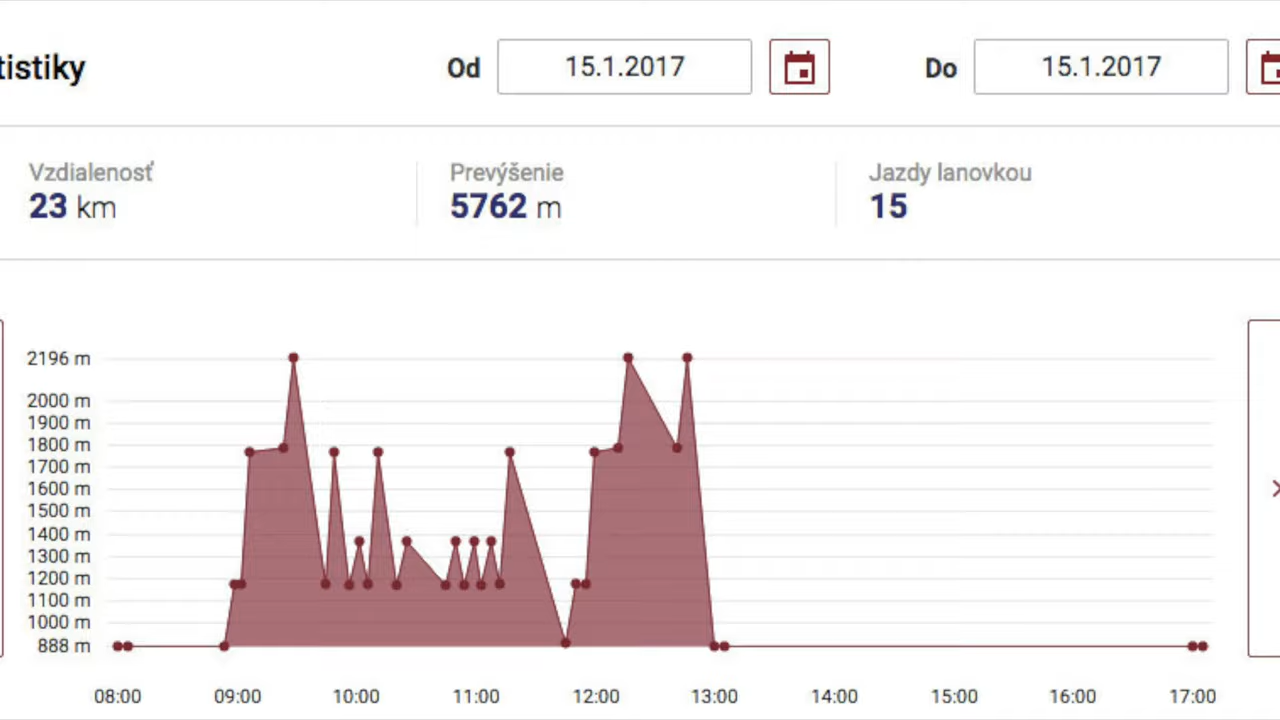 tistiky Od 15.1.2017 Do 15.1.2017
Vzdialenosť Prevýšenie Jazdy lanovkou
23 km 5762 m 15
2196 m
2000 m
1900 m
1800 m
1700 m
1600 m
1500 m
1400 m
1300 m
1200 m
1100 m
1000 m
888 m
08:00 09:00 10:00 11:00 12:00 13:00 14:00 15:00 16:00 17:00